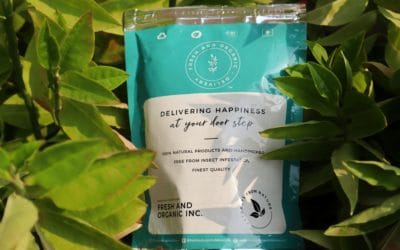 FRESH AND ORGANIC
DELIVERING HAPPINESS
at your door step
100% NATURAL PRODUCTS AND HANDPICKED
FREE FROM INSECT INFESTATION
FINEST QUALITY
FRESH AND
ORGANIC INC.